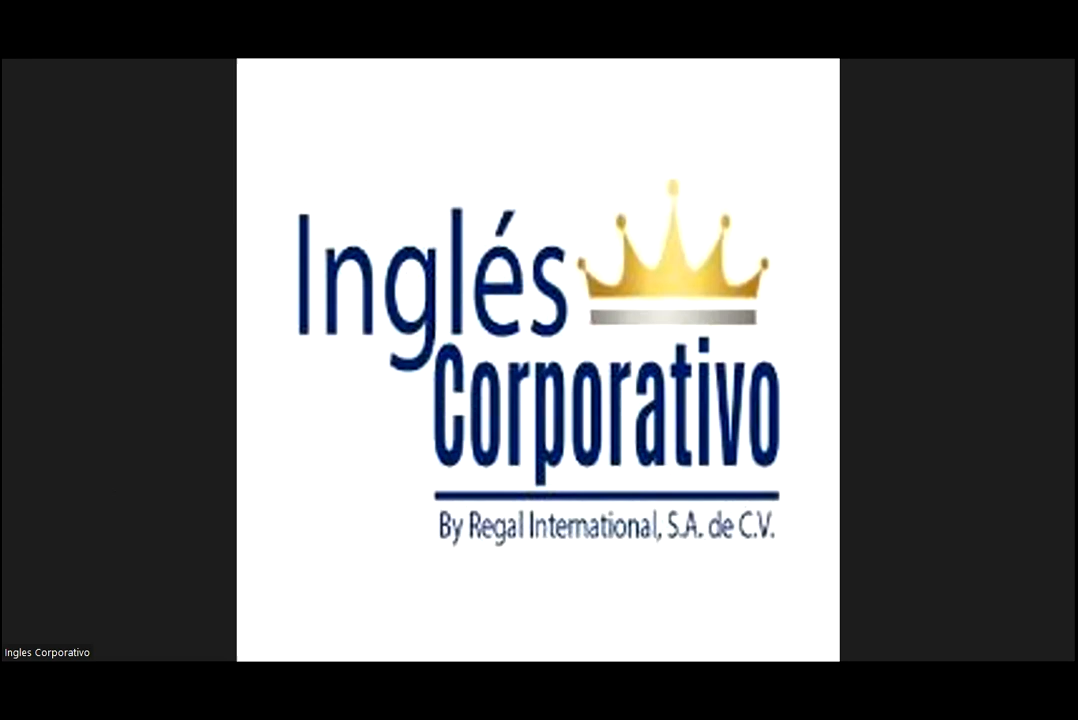 Inglés
Corporativo
By Regal International, S.A. de C.V.
Ingles Corporativo